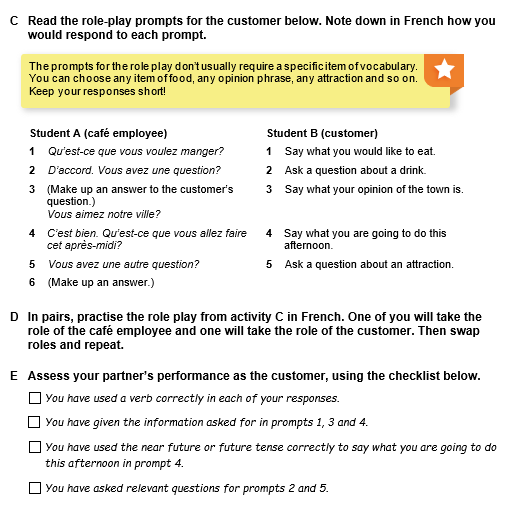 C Read the role-play prompts for the customer below. Note down in French how you
would respond to each prompt.
The prompts for the role play don't usually require a specific item of vocabulary.
You can choose any item of food, any opinion phrase, any attraction and so on.
Keep your responses short!
Student A (café employee)
1 Qu'est-ce que vous voulez manger?
2 D'accord. Vous avez une question?
3 (Make up an answer to the customer's
question.)
Vous aimez notre ville?
4 C'est bien. Qu'est-ce que vous allez faire
cet après-midi?
5 Vous avez une autre question?
6 (Make up an answer.)
Student B (customer)
1 Say what you would like to eat.
2 Ask a question about a drink.
3 Say what your opinion of the town is.
4 Say what you are going to do this
afternoon.
5 Ask a question about an attraction.
D In pairs, practise the role play from activity C in French. One of you will take the
role of the café employee and one will take the role of the customer. Then swap
roles and repeat.
E Assess your partner's performance as the customer, using the checklist below.
You have used a verb correctly in each of your responses.
You have given the information asked for in prompts 1, 3 and 4.
You have used the near future or future tense correctly to say what you are going to do
this afternoon in prompt 4.
You have asked relevant questions for prompts 2 and 5.